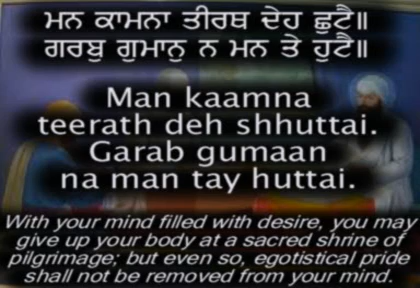 ਮਨ ਕਾਮਨਾ ਤੀਰਥ ਦੇਹ ਛੁਟੈ॥
ਗਰਬੁ ਗੁਮਾਨੁ ਨ ਮਨ ਤੇ ਹੁਟੈ॥
Man kaamna
teerath deh shhuttai.
Garab gumaan
na man tay huttai.
With your mind filled with desire, you may
give up your body at a sacred shrine of
pilgrimage; but even so, egotistical pride
shall not be removed from your mind.